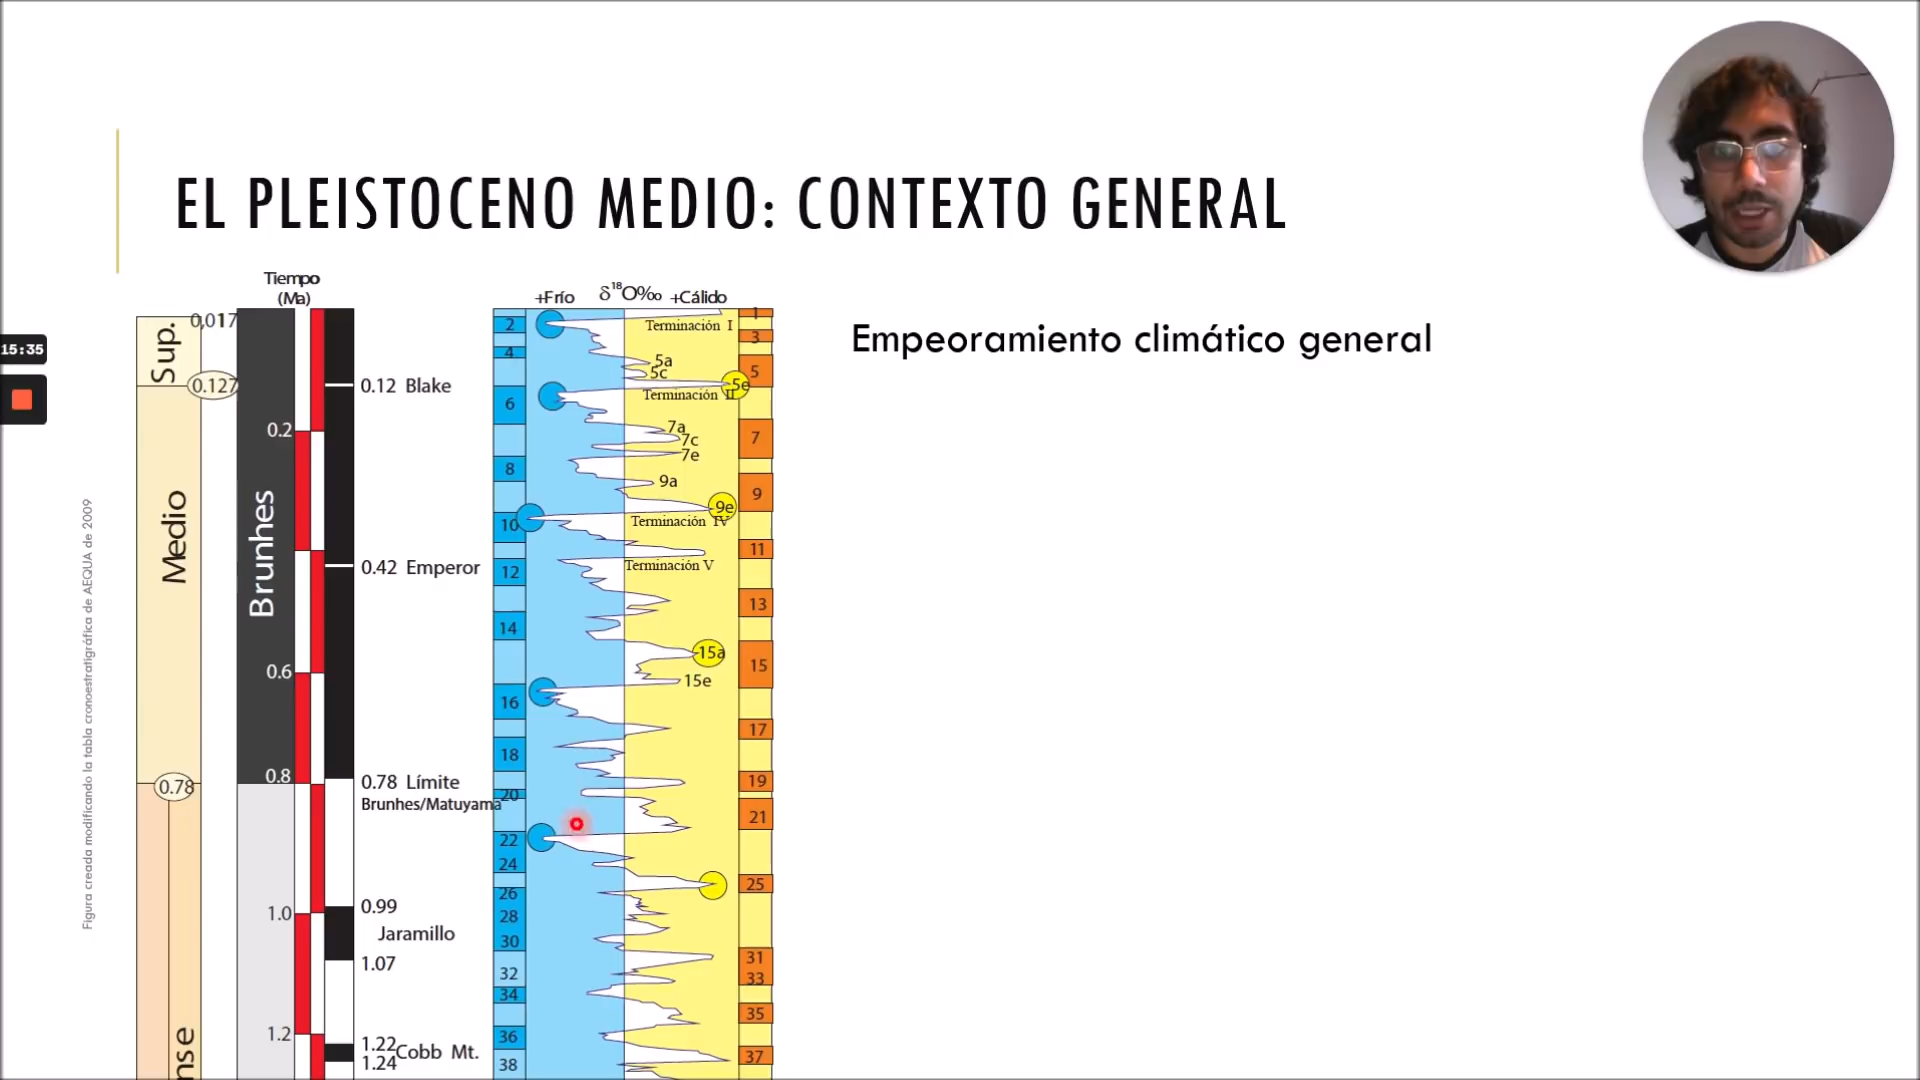 EL PLEISTOCENO MEDIO: CONTEXTO GENERAL
15:35
Figura creada modificando la tabla cronoestratigráfica de AEQUA de 2009
Tiempo
(Ma)
Sup.
0,017
0.127
Medio
0.78
nse
Brunhes
0.2
0.6
0.8
1.0
1.2
0.12 Blake
0.42 Emperor
0.78 Límite
Brunhes/Matuyama
0.99
Jaramillo
1.07
1.22
Cobb Mt.
1.24
+Frío
δ¹⁸O‰
+Cálido
2
4
6
8
10
12
14
16
18
20
22
24
26
28
30
32
34
36
38
Terminación I
5a
5c
5e
Terminación II
7a
7c
7e
9a
9e
Terminación IV
Terminación V
15a
15e
1
3
5
7
9
11
13
15
17
19
21
25
31
33
35
37
Empeoramiento climático general